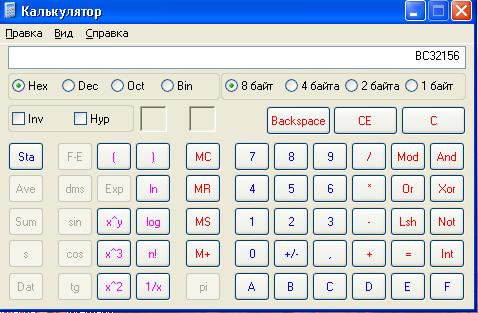 Калькулятор
Правка Вид Справка
BC32156
Hex Dec Oct Bin 8 байт 4 байта 2 байта 1 байт
Inv Hyp Backspace CE C
Sta F-E ( ) MC 7 8 9 / Mod And
Ave dms Exp ln MR 4 5 6 * Or Xor
Sum sin x^y log MS 1 2 3 - Lsh Not
s cos x^3 n! M+ 0 +/- , + = Int
Dat tg x^2 1/x pi A B C D E F